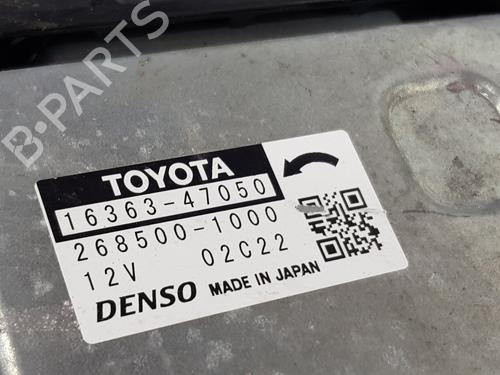 B-PARTS
TOYOTA
16363-47050
268500-1000
12V 02C22
DENSO MADE IN JAPAN